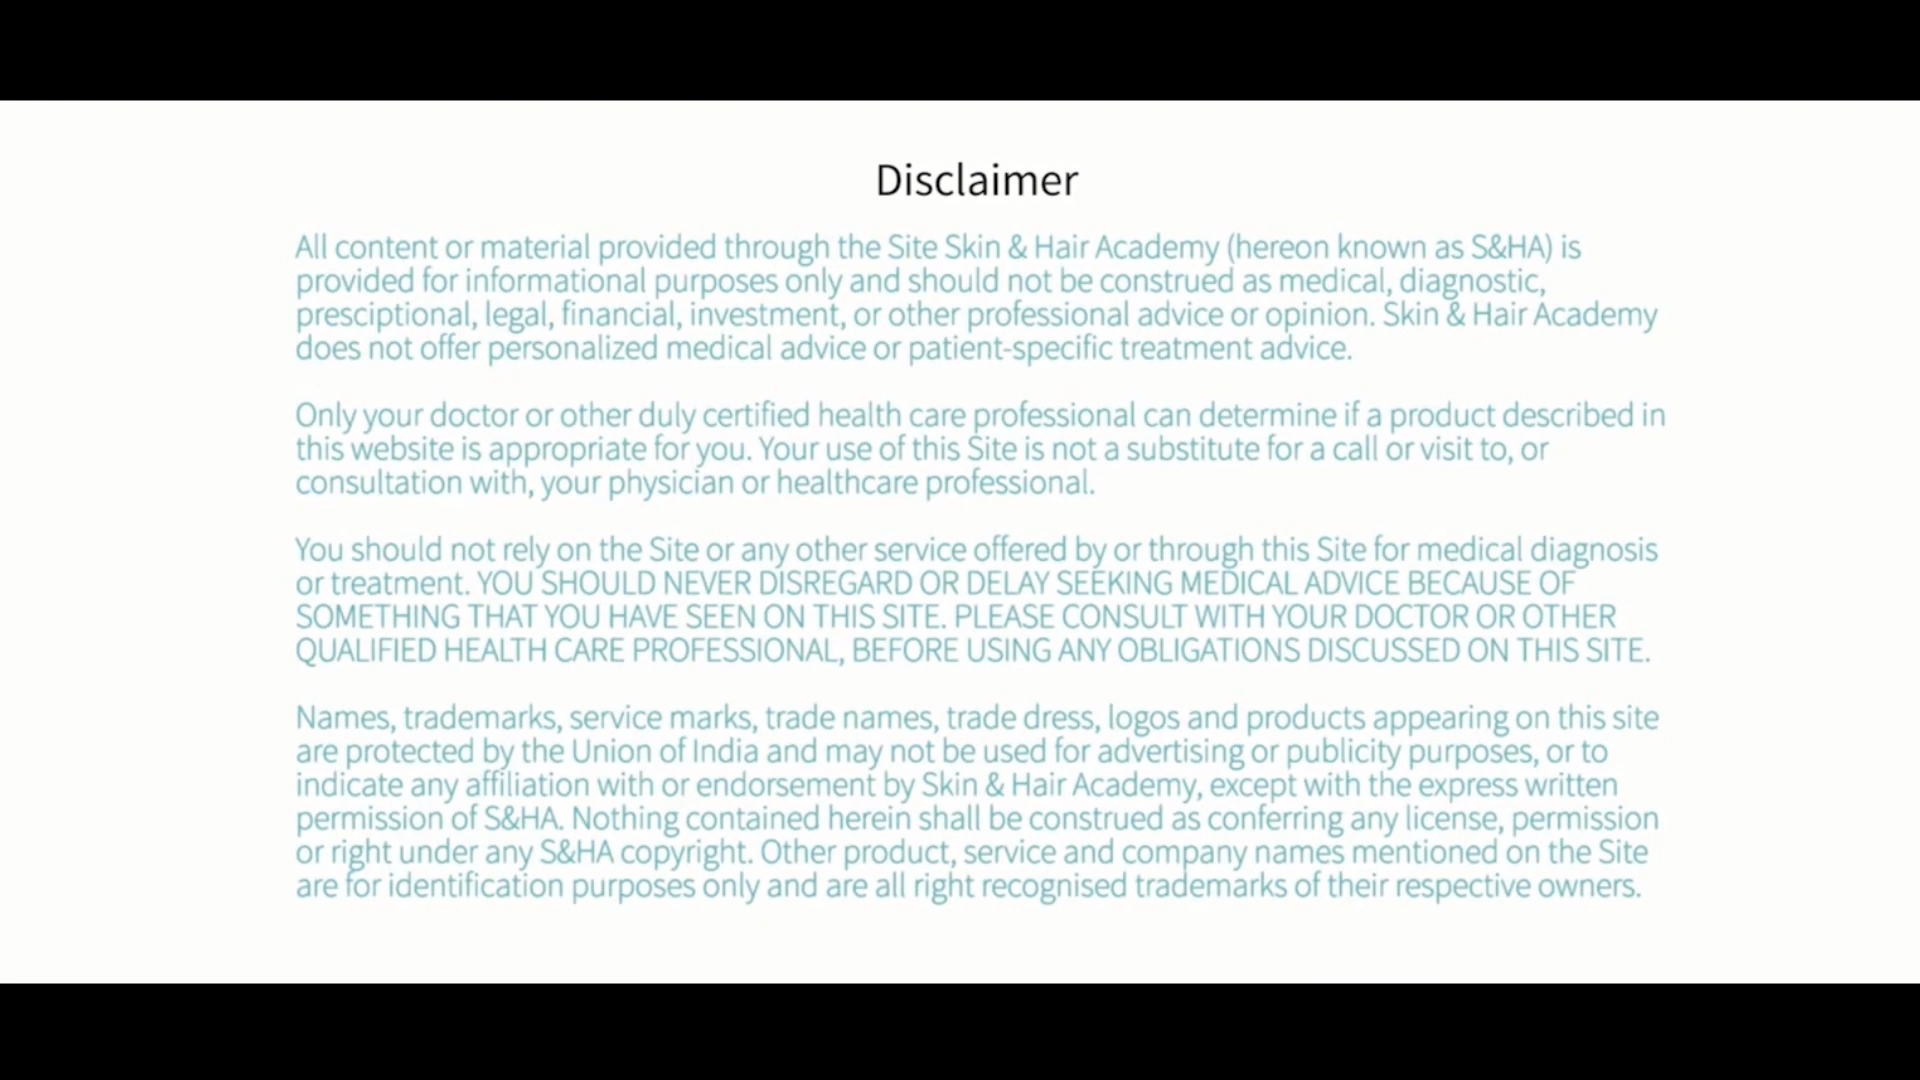 Disclaimer
All content or material provided through the Site Skin & Hair Academy (hereon known as S&HA) is
provided for informational purposes only and should not be construed as medical, diagnostic,
presciptional, legal, financial, investment, or other professional advice or opinion. Skin & Hair Academy
does not offer personalized medical advice or patient-specific treatment advice.
Only your doctor or other duly certified health care professional can determine if a product described in
this website is appropriate for you. Your use of this Site is not a substitute for a call or visit to, or
consultation with, your physician or healthcare professional.
You should not rely on the Site or any other service offered by or through this Site for medical diagnosis
or treatment. YOU SHOULD NEVER DISREGARD OR DELAY SEEKING MEDICAL ADVICE BECAUSE OF
SOMETHING THAT YOU HAVE SEEN ON THIS SITE. PLEASE CONSULT WITH YOUR DOCTOR OR OTHER
QUALIFIED HEALTH CARE PROFESSIONAL, BEFORE USING ANY OBLIGATIONS DISCUSSED ON THIS SITE.
Names, trademarks, service marks, trade names, trade dress, logos and products appearing on this site
are protected by the Union of India and may not be used for advertising or publicity purposes, or to
indicate any affiliation with or endorsement by Skin & Hair Academy, except with the express written
permission of S&HA. Nothing contained herein shall be construed as conferring any license, permission
or right under any S&HA copyright. Other product, service and company names mentioned on the Site
are for identification purposes only and are all right recognised trademarks of their respective owners.